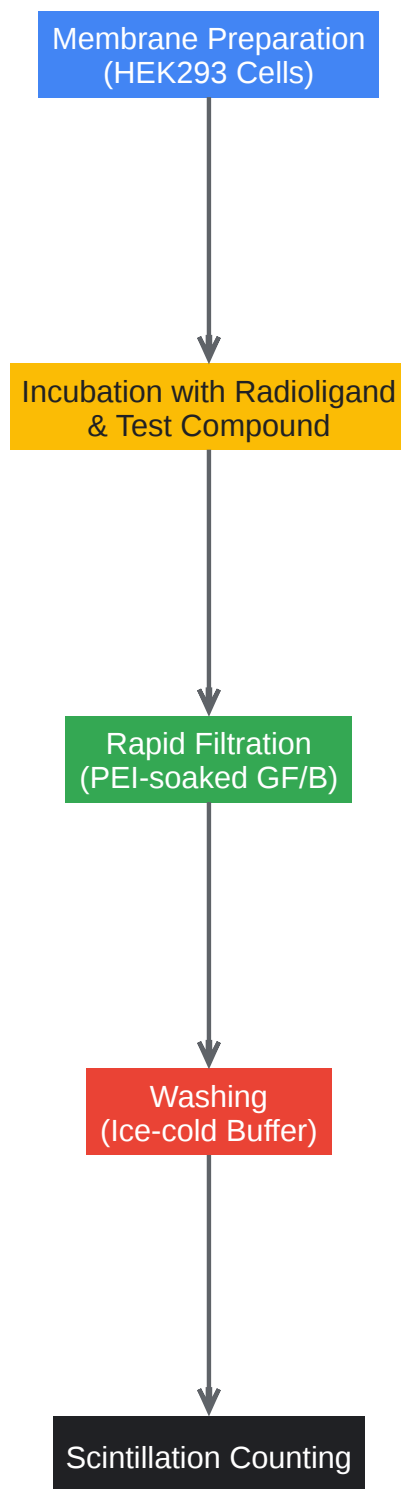 Membrane Preparation
(HEK293 Cells)
Incubation with Radioligand
& Test Compound
Rapid Filtration
(PEI-soaked GF/B)
Washing
(Ice-cold Buffer)
Scintillation Counting